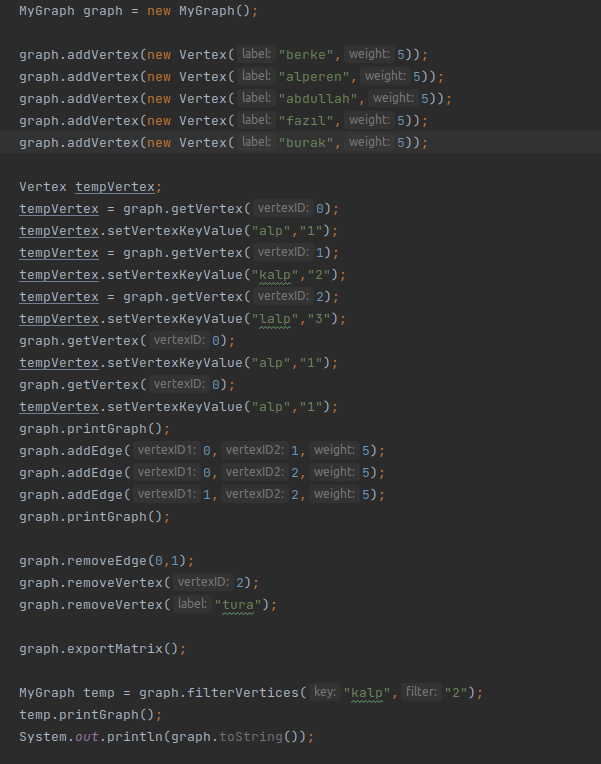 MyGraph graph = new MyGraph();
graph.addVertex(new Vertex( label: "berke", weight: 5));
graph.addVertex(new Vertex( label: "alperen", weight: 5));
graph.addVertex(new Vertex( label: "abdullah", weight: 5));
graph.addVertex(new Vertex( label: "fazıl", weight: 5));
graph.addVertex(new Vertex( label: "burak", weight: 5));
Vertex tempVertex;
tempVertex = graph.getVertex( vertexID: 0);
tempVertex.setVertexKeyValue("alp","1");
tempVertex = graph.getVertex( vertexID: 1);
tempVertex.setVertexKeyValue("kalp","2");
tempVertex = graph.getVertex( vertexID: 2);
tempVertex.setVertexKeyValue("lalp","3");
graph.getVertex( vertexID: 0);
tempVertex.setVertexKeyValue("alp","1");
graph.getVertex( vertexID: 0);
tempVertex.setVertexKeyValue("alp","1");
graph.printGraph();
graph.addEdge( vertexID1: 0, vertexID2: 1, weight: 5);
graph.addEdge( vertexID1: 0, vertexID2: 2, weight: 5);
graph.addEdge( vertexID1: 1, vertexID2: 2, weight: 5);
graph.printGraph();
graph.removeEdge(0,1);
graph.removeVertex( vertexID: 2);
graph.removeVertex( label: "tura");
graph.exportMatrix();
MyGraph temp = graph.filterVertices( key: "kalp", filter: "2");
temp.printGraph();
System.out.println(graph.toString());